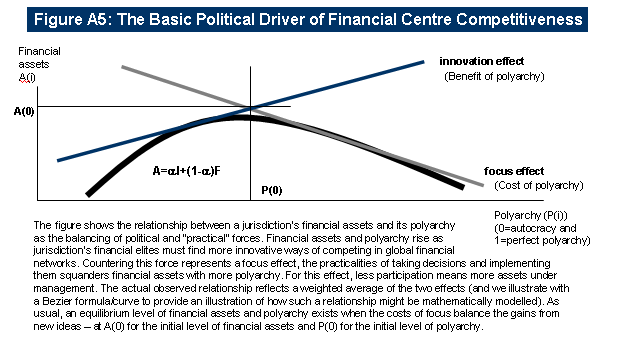 Figure A5: The Basic Political Driver of Financial Centre Competitiveness
Financial
assets
A(i)
innovation effect
(Benefit of polyarchy)
A(0)
A=αI+(1-α)F
focus effect
(Cost of polyarchy)
P(0)
Polyarchy (P(i))
(0=autocracy and
1=perfect polyarchy)
The figure shows the relationship between a jurisdiction's financial assets and its polyarchy
as the balancing of political and "practical" forces. Financial assets and polyarchy rise as
jurisdiction's financial elites must find more innovative ways of competing in global financial
networks. Countering this force represents a focus effect, the practicalities of taking decisions and implementing
them squanders financial assets with more polyarchy. For this effect, less participation means more assets under
management. The actual observed relationship reflects a weighted average of the two effects (and we illustrate with
a Bezier formula/curve to provide an illustration of how such a relationship might be mathematically modelled). As
usual, an equilibrium level of financial assets and polyarchy exists when the costs of focus balance the gains from
new ideas – at A(0) for the initial level of financial assets and P(0) for the initial level of polyarchy.